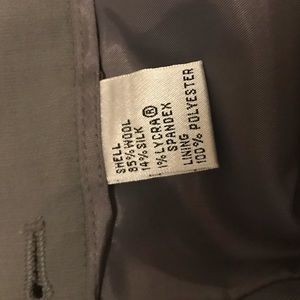 SHELL
85% WOOL
14% SILK
1% LYCRA®
SPANDEX
LINING
100% POLYESTER